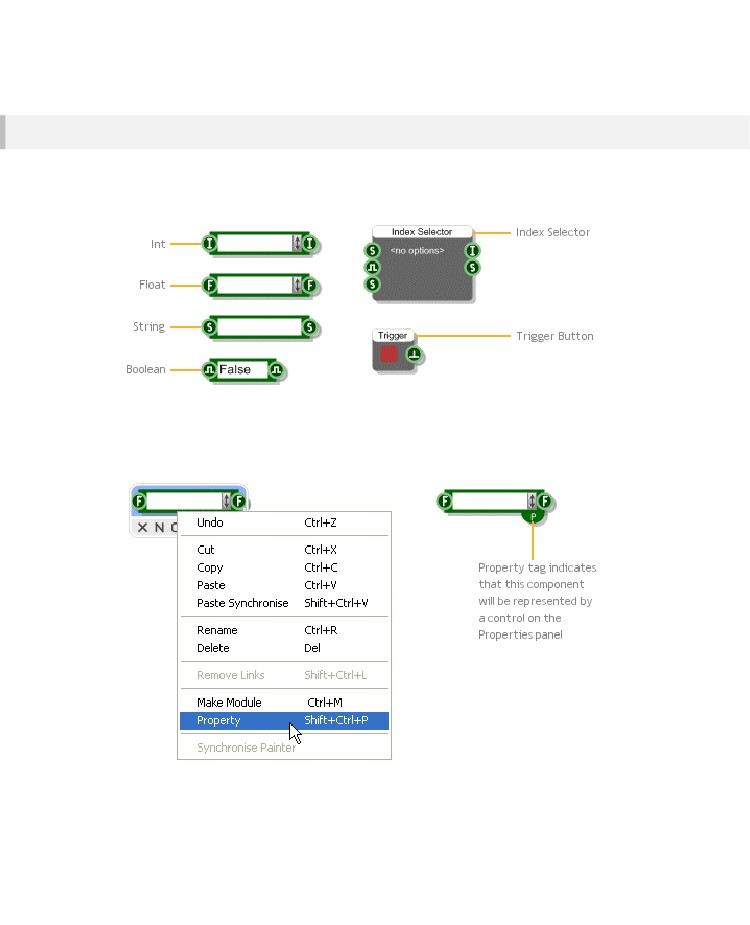 Int
I
I
Float
F
F
String
S
S
Boolean
False
Index Selector
<no options>
S
I
S
S
Index Selector
Trigger
Trigger Button
F
F
X N
Undo Ctrl+Z
Cut Ctrl+X
Copy Ctrl+C
Paste Ctrl+V
Paste Synchronise Shift+Ctrl+V
Rename Ctrl+R
Delete Del
Remove Links Shift+Ctrl+L
Make Module Ctrl+M
Property Shift+Ctrl+P
Synchronise Painter
F
F
P
Property tag indicates
that this component
will be represented by
a control on the
Properties panel